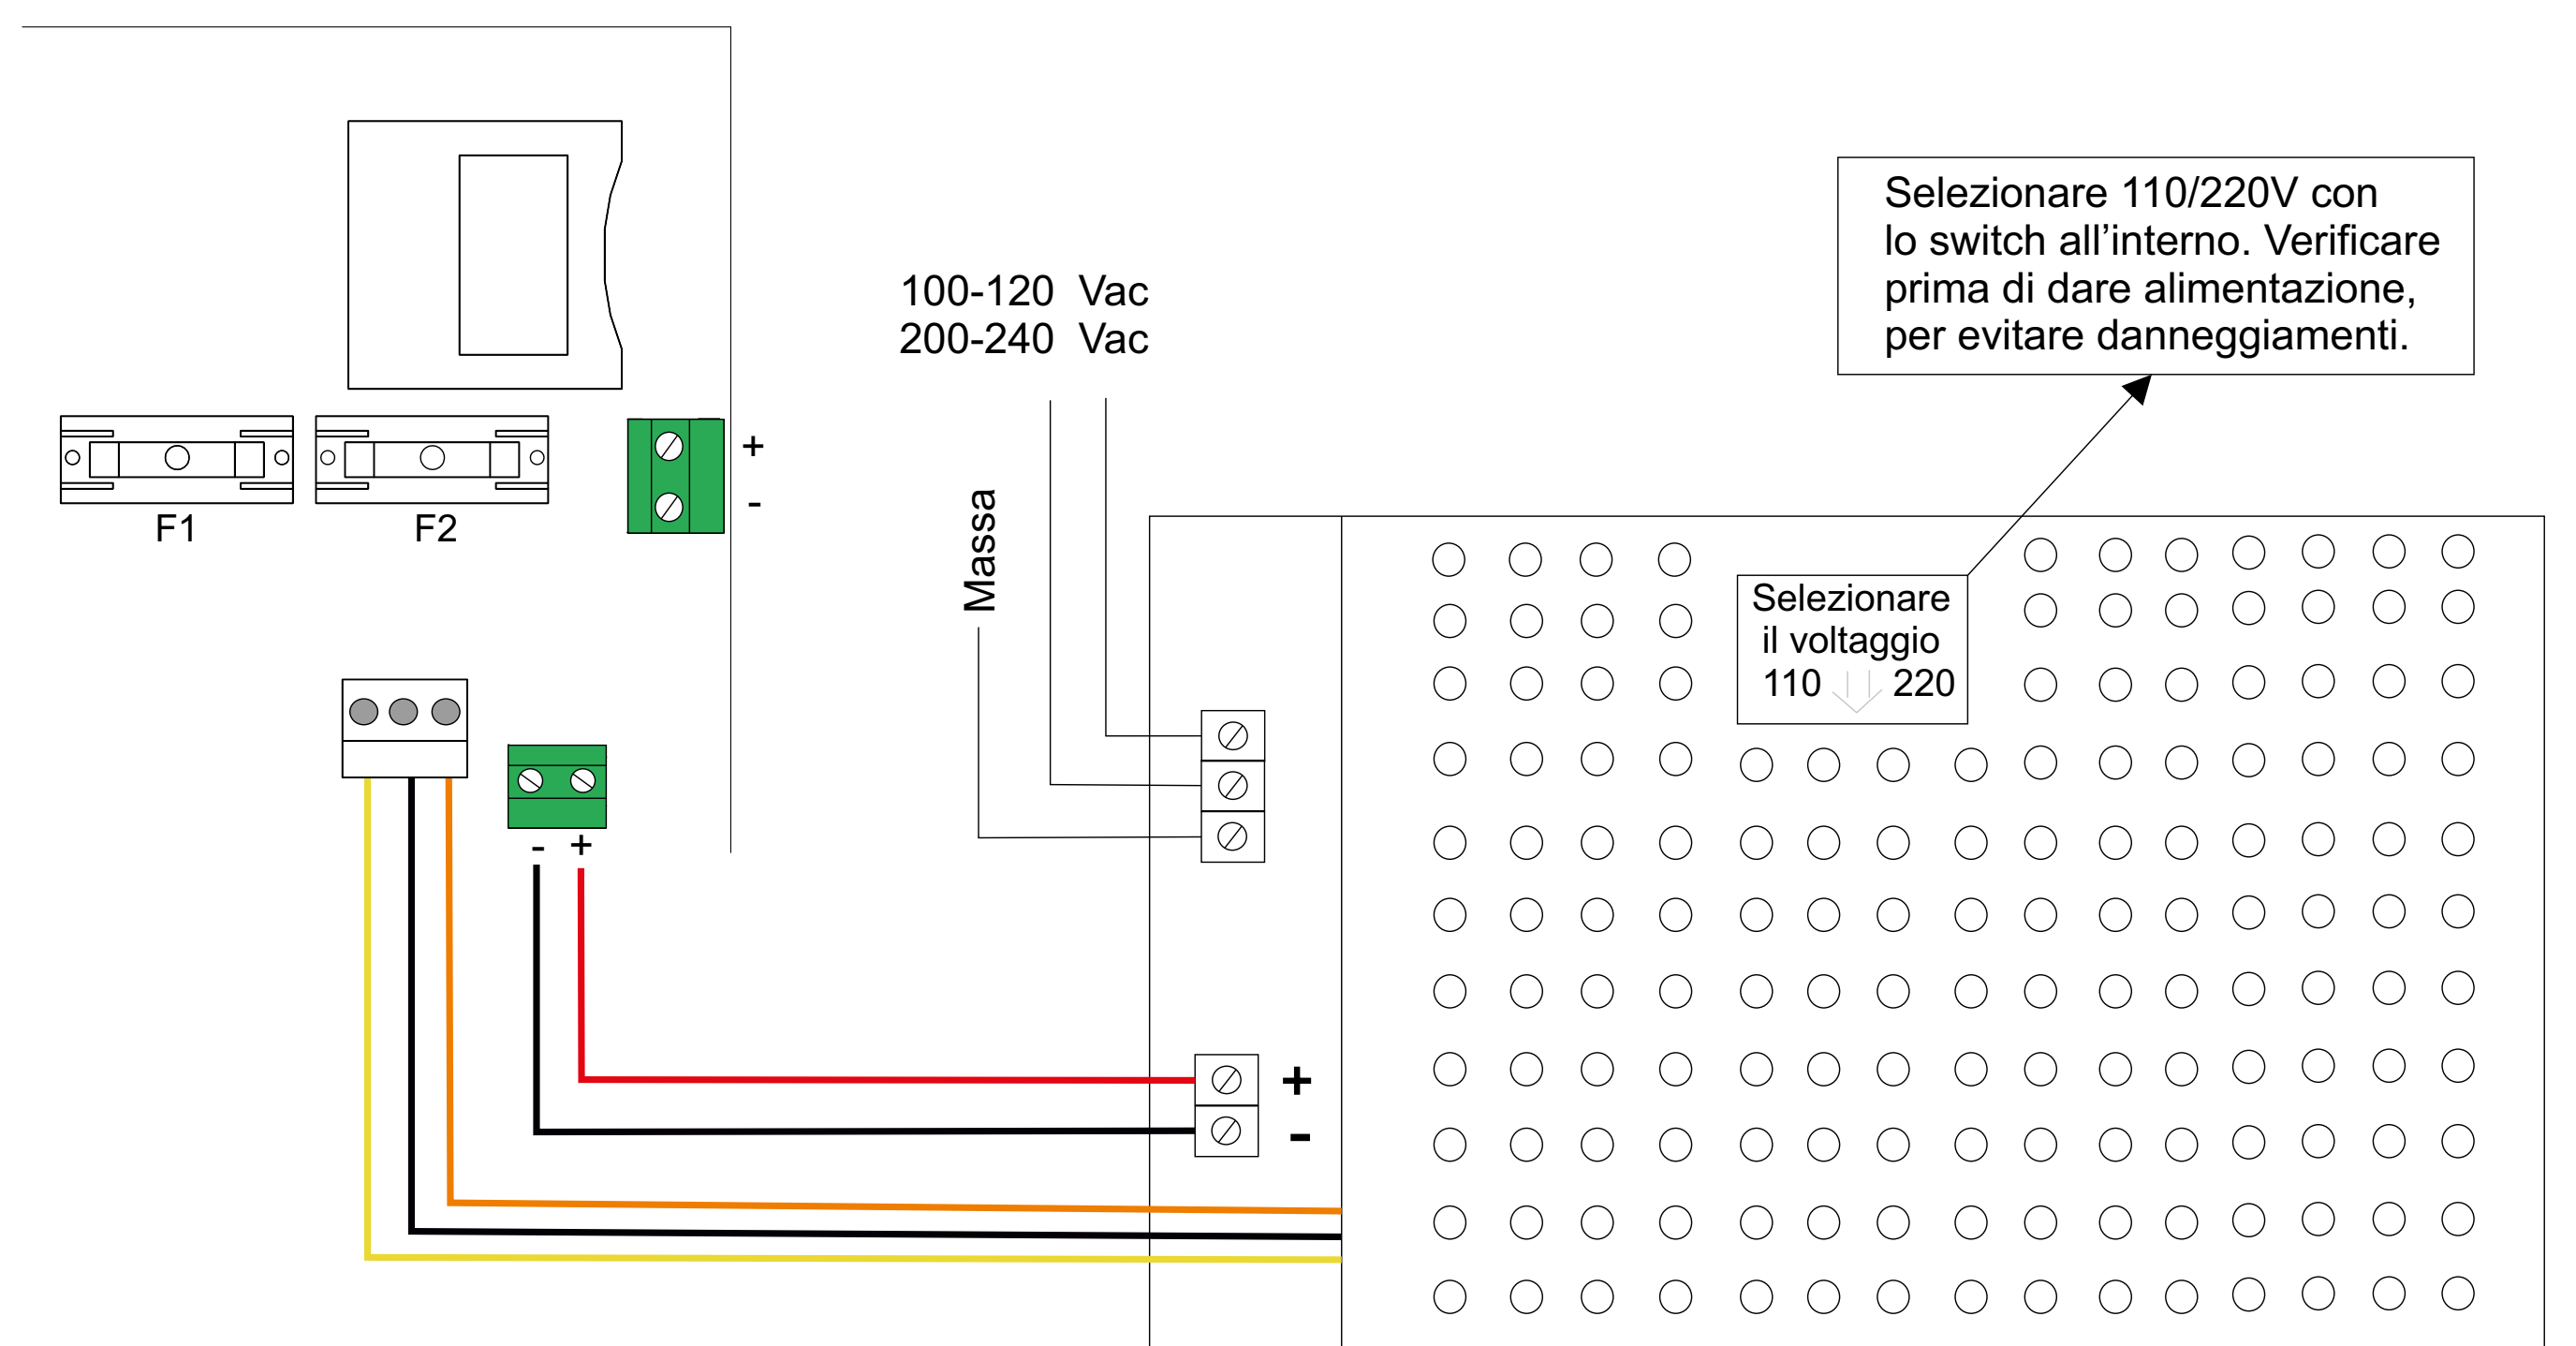 100-120 Vac
200-240 Vac
Selezionare 110/220V con
lo switch all’interno. Verificare
prima di dare alimentazione,
per evitare danneggiamenti.
+
-
F1
F2
Massa
Selezionare
il voltaggio
110 220
- +
+
-